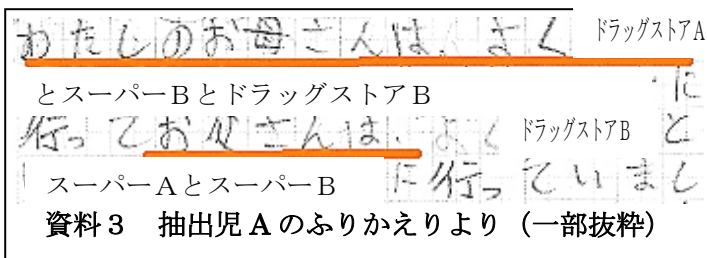 わたしのお母さんは、よくドラッグストアA
とスーパーBとドラッグストアB に
行ってお父さんは、よくドラッグストアBと
スーパーAとスーパーB に行っていまし
資料3 抽出児Aのふりかえりより（一部抜粋）